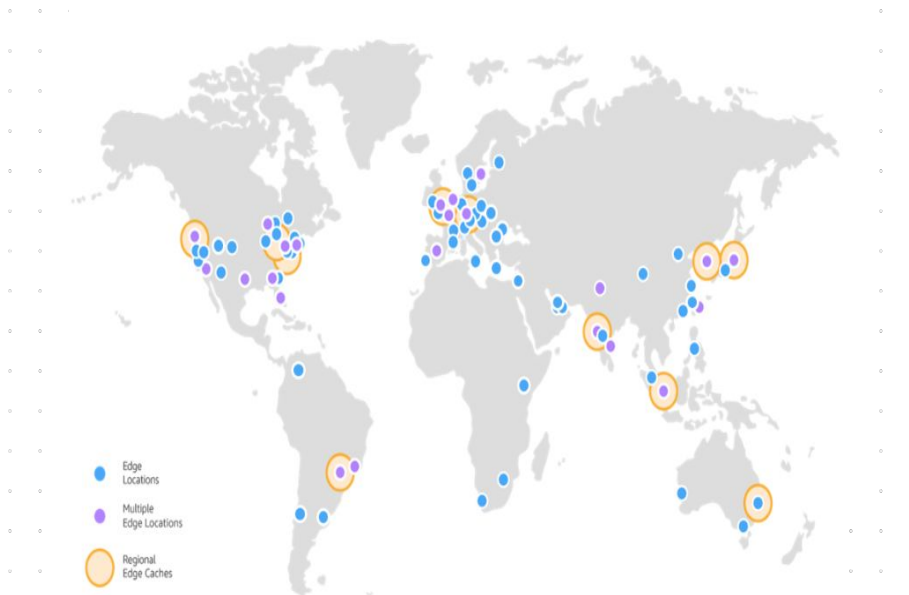 Edge
Locations
Multiple
Edge Locations
Regional
Edge Caches